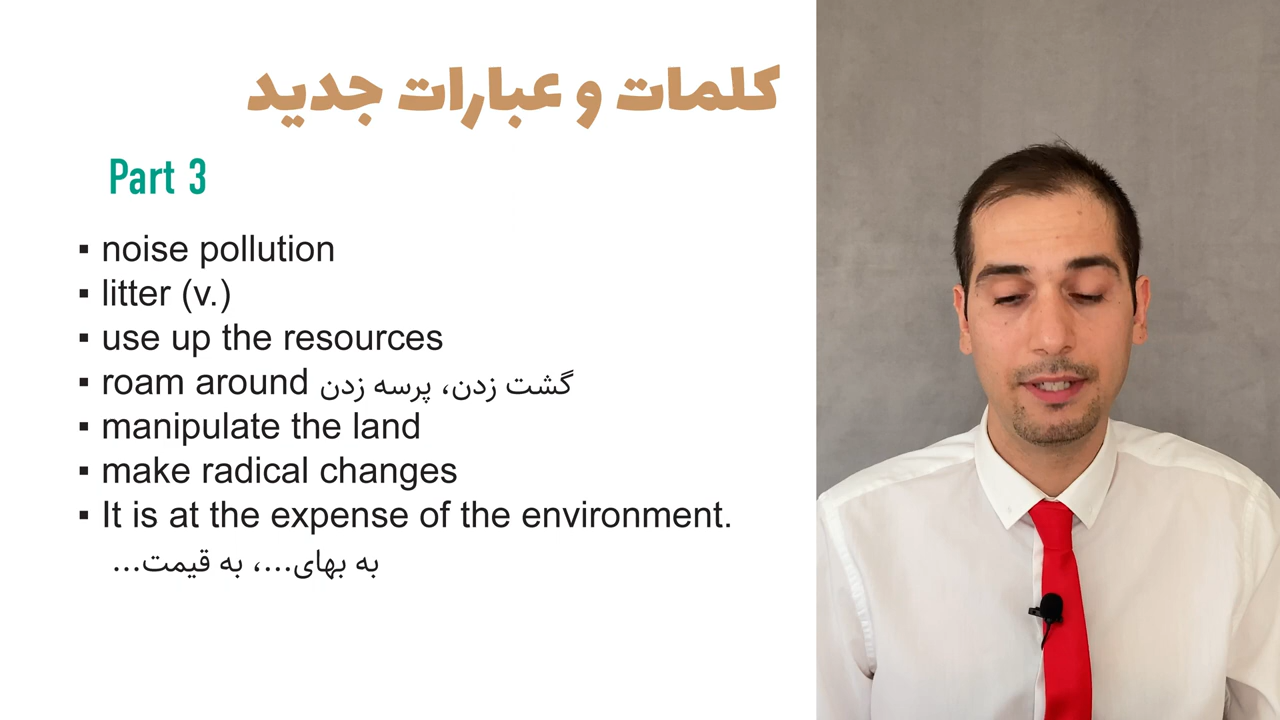 کلمات و عبارات جدید
Part 3
▪ noise pollution
▪ litter (v.)
▪ use up the resources
▪ roam around گشت زدن، پرسه زدن
▪ manipulate the land
▪ make radical changes
▪ It is at the expense of the environment.
به بهای...، به قیمت...